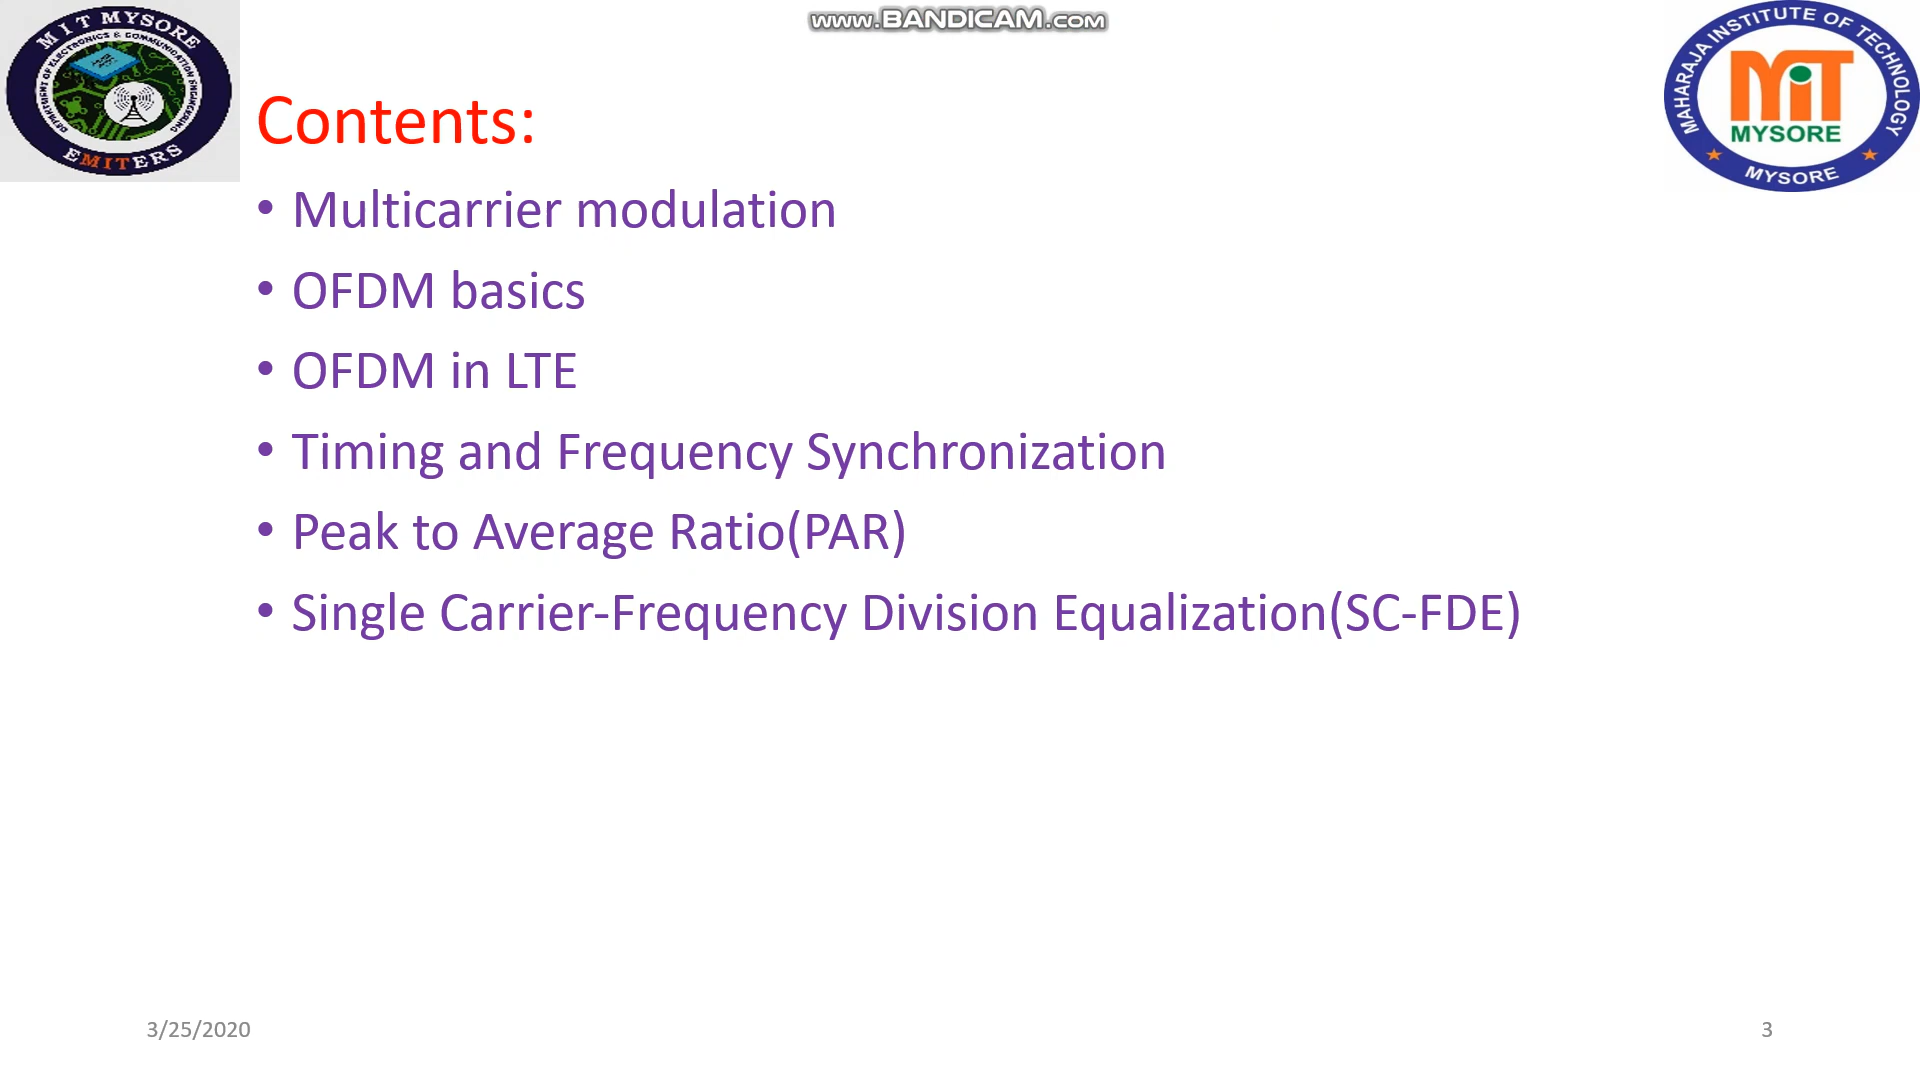 www.BANDICAM.com
MIT MYSORE
DEPARTMENT OF ELECTRONICS & COMMUNICATION ENGINEERING
EMITERS
MAHARAJA INSTITUTE OF TECHNOLOGY
MiT
MYSORE
MYSORE
Contents:
• Multicarrier modulation
• OFDM basics
• OFDM in LTE
• Timing and Frequency Synchronization
• Peak to Average Ratio(PAR)
• Single Carrier-Frequency Division Equalization(SC-FDE)
3/25/2020
3